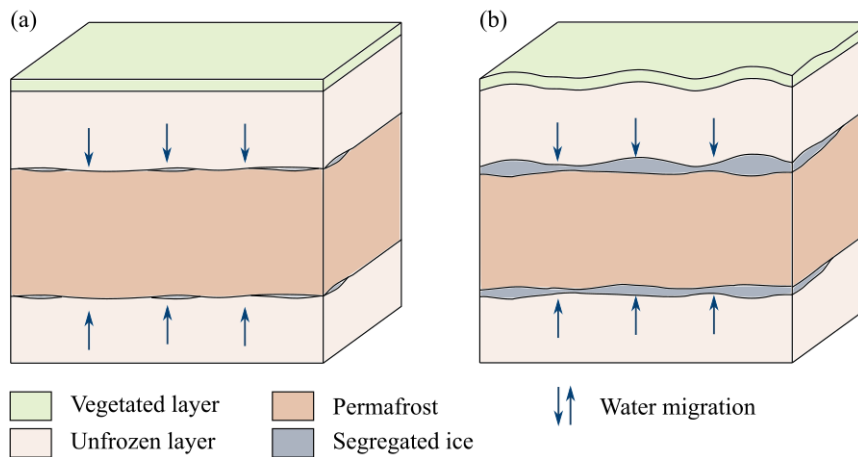 (a) (b)
Vegetated layer Permafrost Water migration
Unfrozen layer Segregated ice